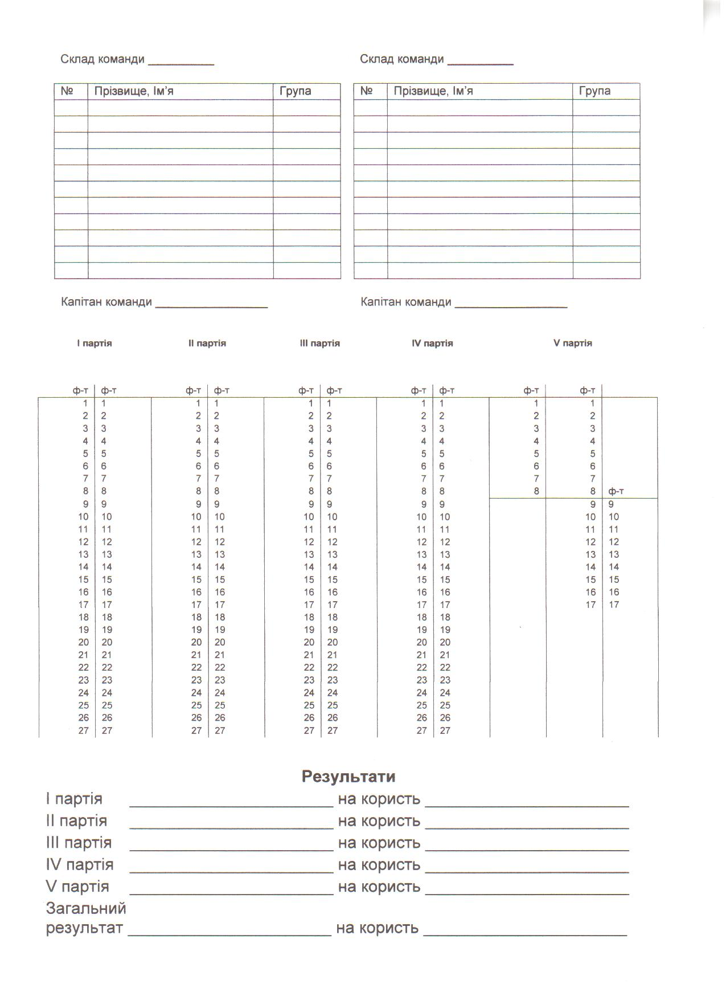 Склад команди ___________ Склад команди ___________
№ Прізвище, Ім'я Група № Прізвище, Ім'я Група
Капітан команди _________________ Капітан команди _________________
I партія II партія III партія IV партія V партія
ф-т ф-т ф-т ф-т ф-т ф-т ф-т ф-т ф-т ф-т
1 1 1 1 1 1 1 1 1 1
2 2 2 2 2 2 2 2 2 2
3 3 3 3 3 3 3 3 3 3
4 4 4 4 4 4 4 4 4 4
5 5 5 5 5 5 5 5 5 5
6 6 6 6 6 6 6 6 6 6
7 7 7 7 7 7 7 7 7 7
8 8 8 8 8 8 8 8 8 8 ф-т
9 9 9 9 9 9 9 9 9 9
10 10 10 10 10 10 10 10 10 10
11 11 11 11 11 11 11 11 11 11
12 12 12 12 12 12 12 12 12 12
13 13 13 13 13 13 13 13 13 13
14 14 14 14 14 14 14 14 14 14
15 15 15 15 15 15 15 15 15 15
16 16 16 16 16 16 16 16 16 16
17 17 17 17 17 17 17 17 17 17
18 18 18 18 18 18 18 18
19 19 19 19 19 19 19 19
20 20 20 20 20 20 20 20
21 21 21 21 21 21 21 21
22 22 22 22 22 22 22 22
23 23 23 23 23 23 23 23
24 24 24 24 24 24 24 24
25 25 25 25 25 25 25 25
26 26 26 26 26 26 26 26
27 27 27 27 27 27 27 27
Результати
I партія ________________________ на користь ________________________
II партія ________________________ на користь ________________________
III партія ________________________ на користь ________________________
IV партія ________________________ на користь ________________________
V партія ________________________ на користь ________________________
Загальний
результат ________________________ на користь ________________________